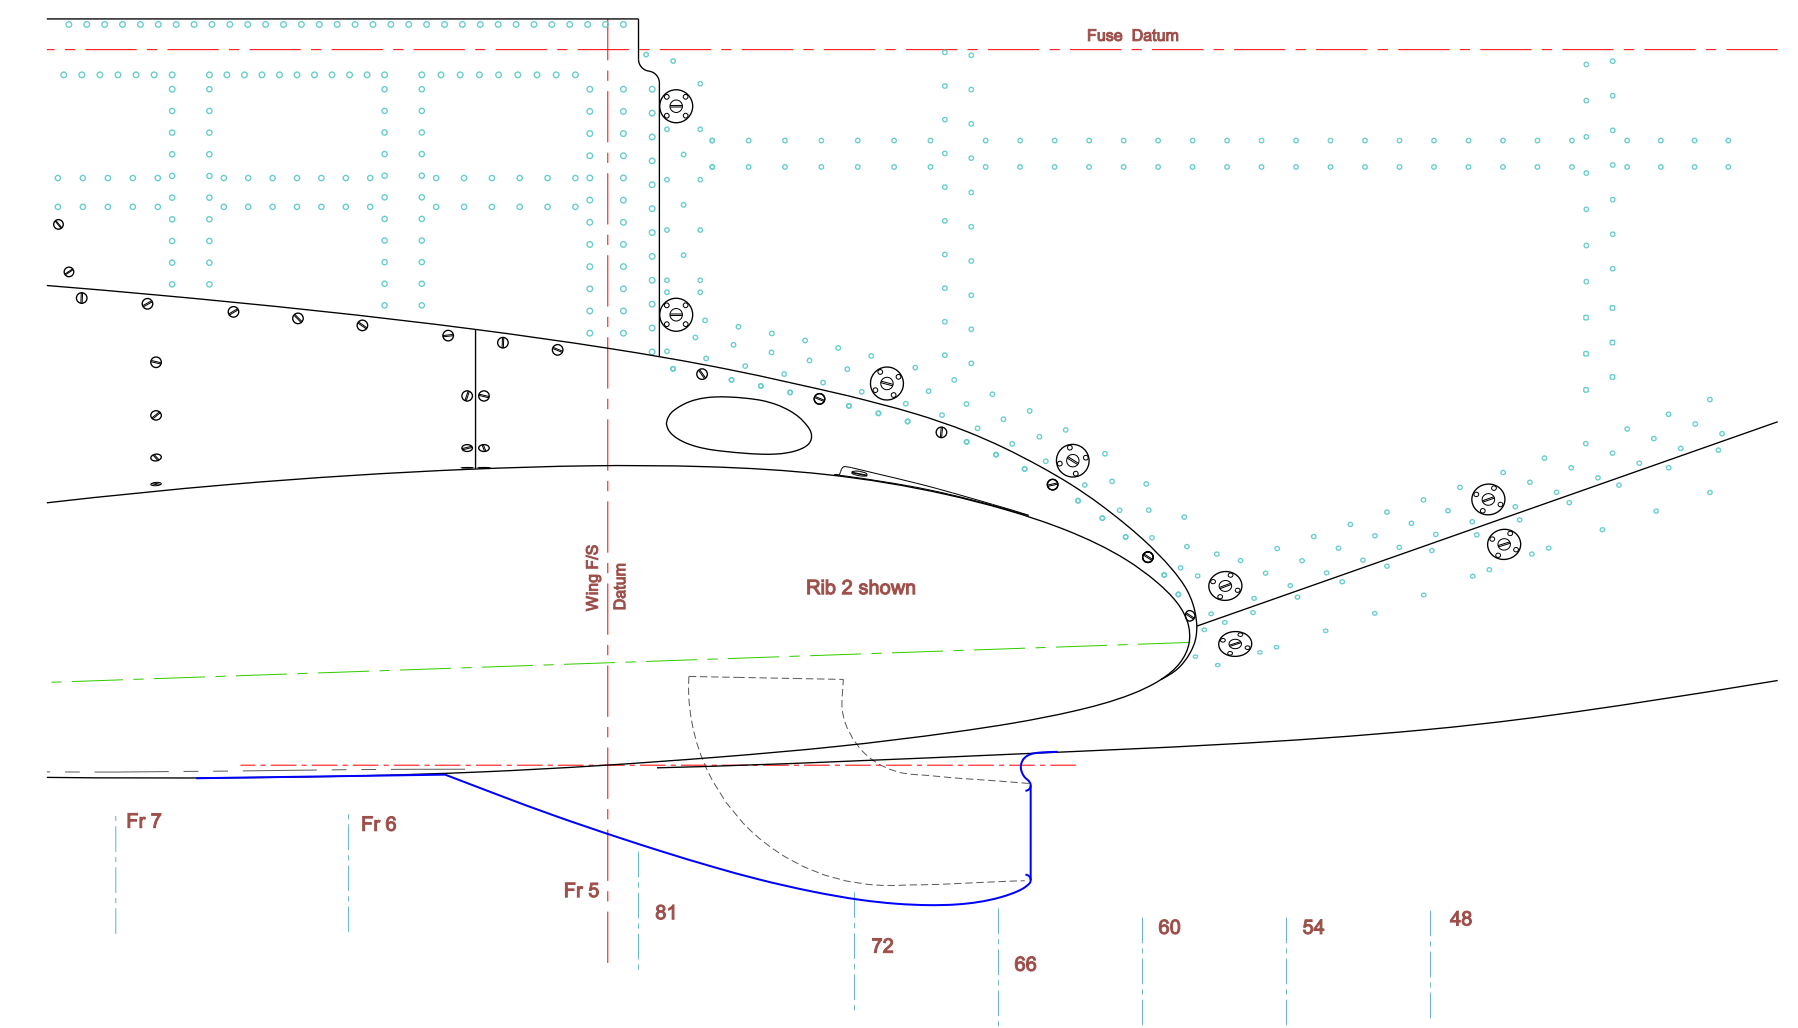 Fuse Datum
Wing F/S
Datum
Rib 2 shown
Fr 7
Fr 6
Fr 5
81
72
66
60
54
48